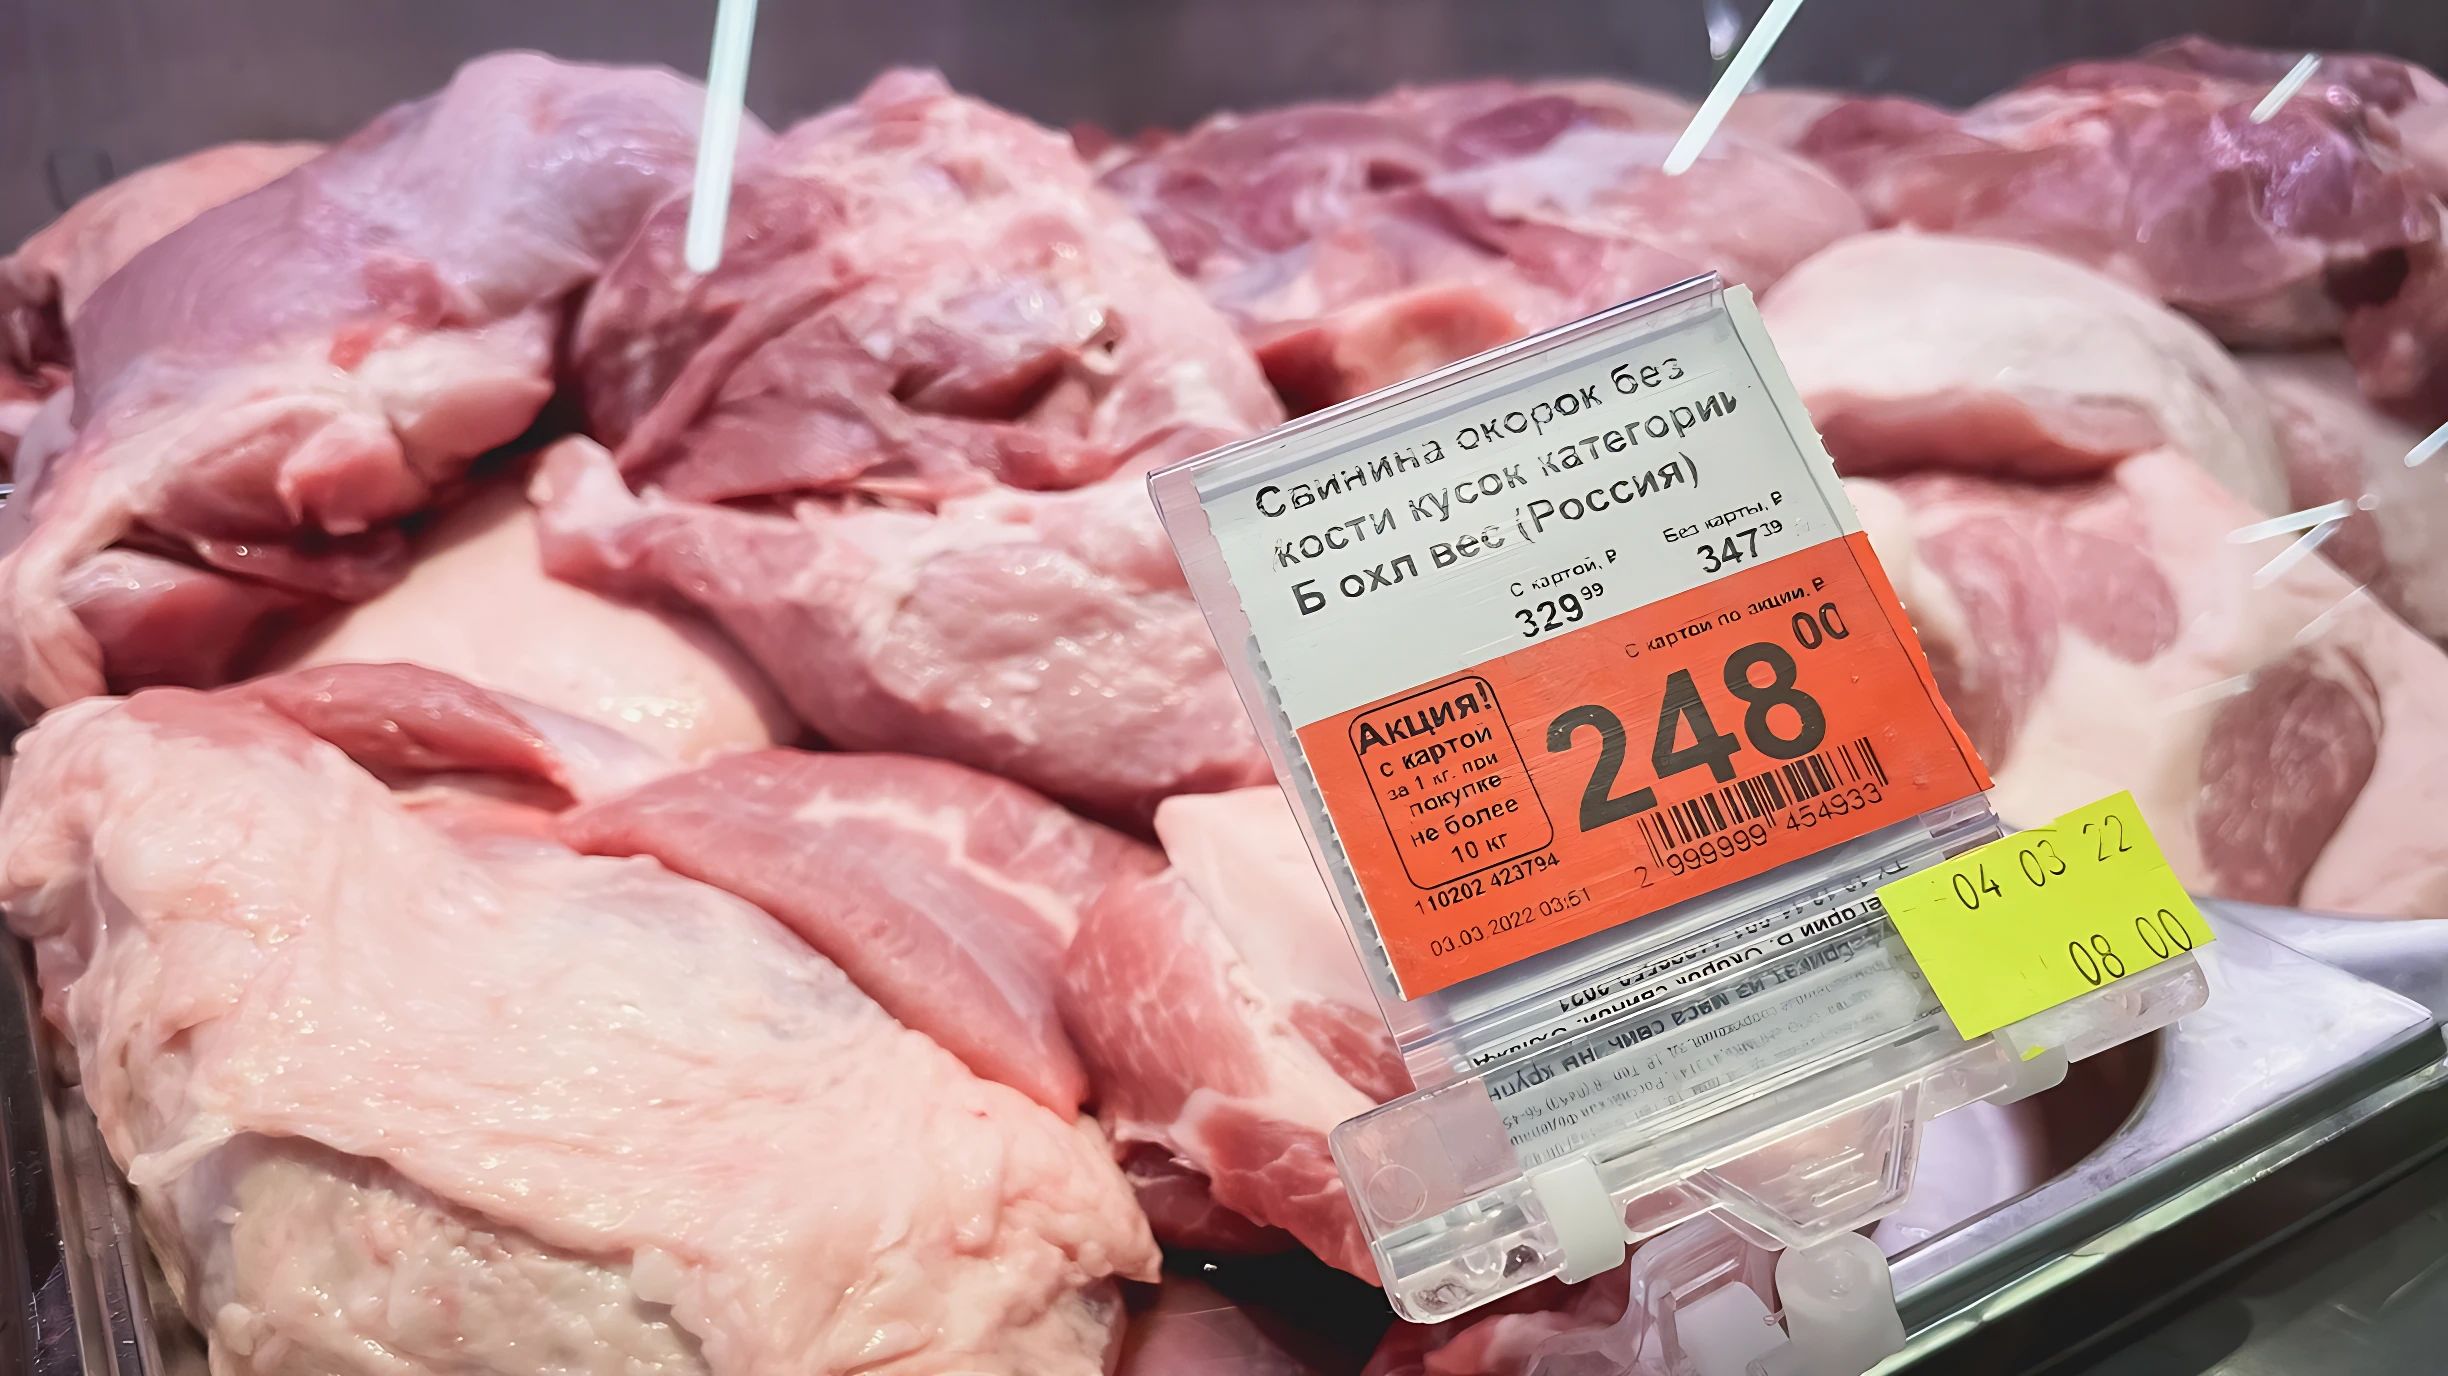 Свинина окорок без
кости кусок категории
Б охл вес (Россия)
С картой, ₽
329 99
Без карты, ₽
347 39
С картой по акции, ₽
248 00
Акция!
с картой
за 1 кг. при
покупке
не более
10 кг
110202 423794
03.03.2022 03:51
2 999999 454933
04 03 22
08 00